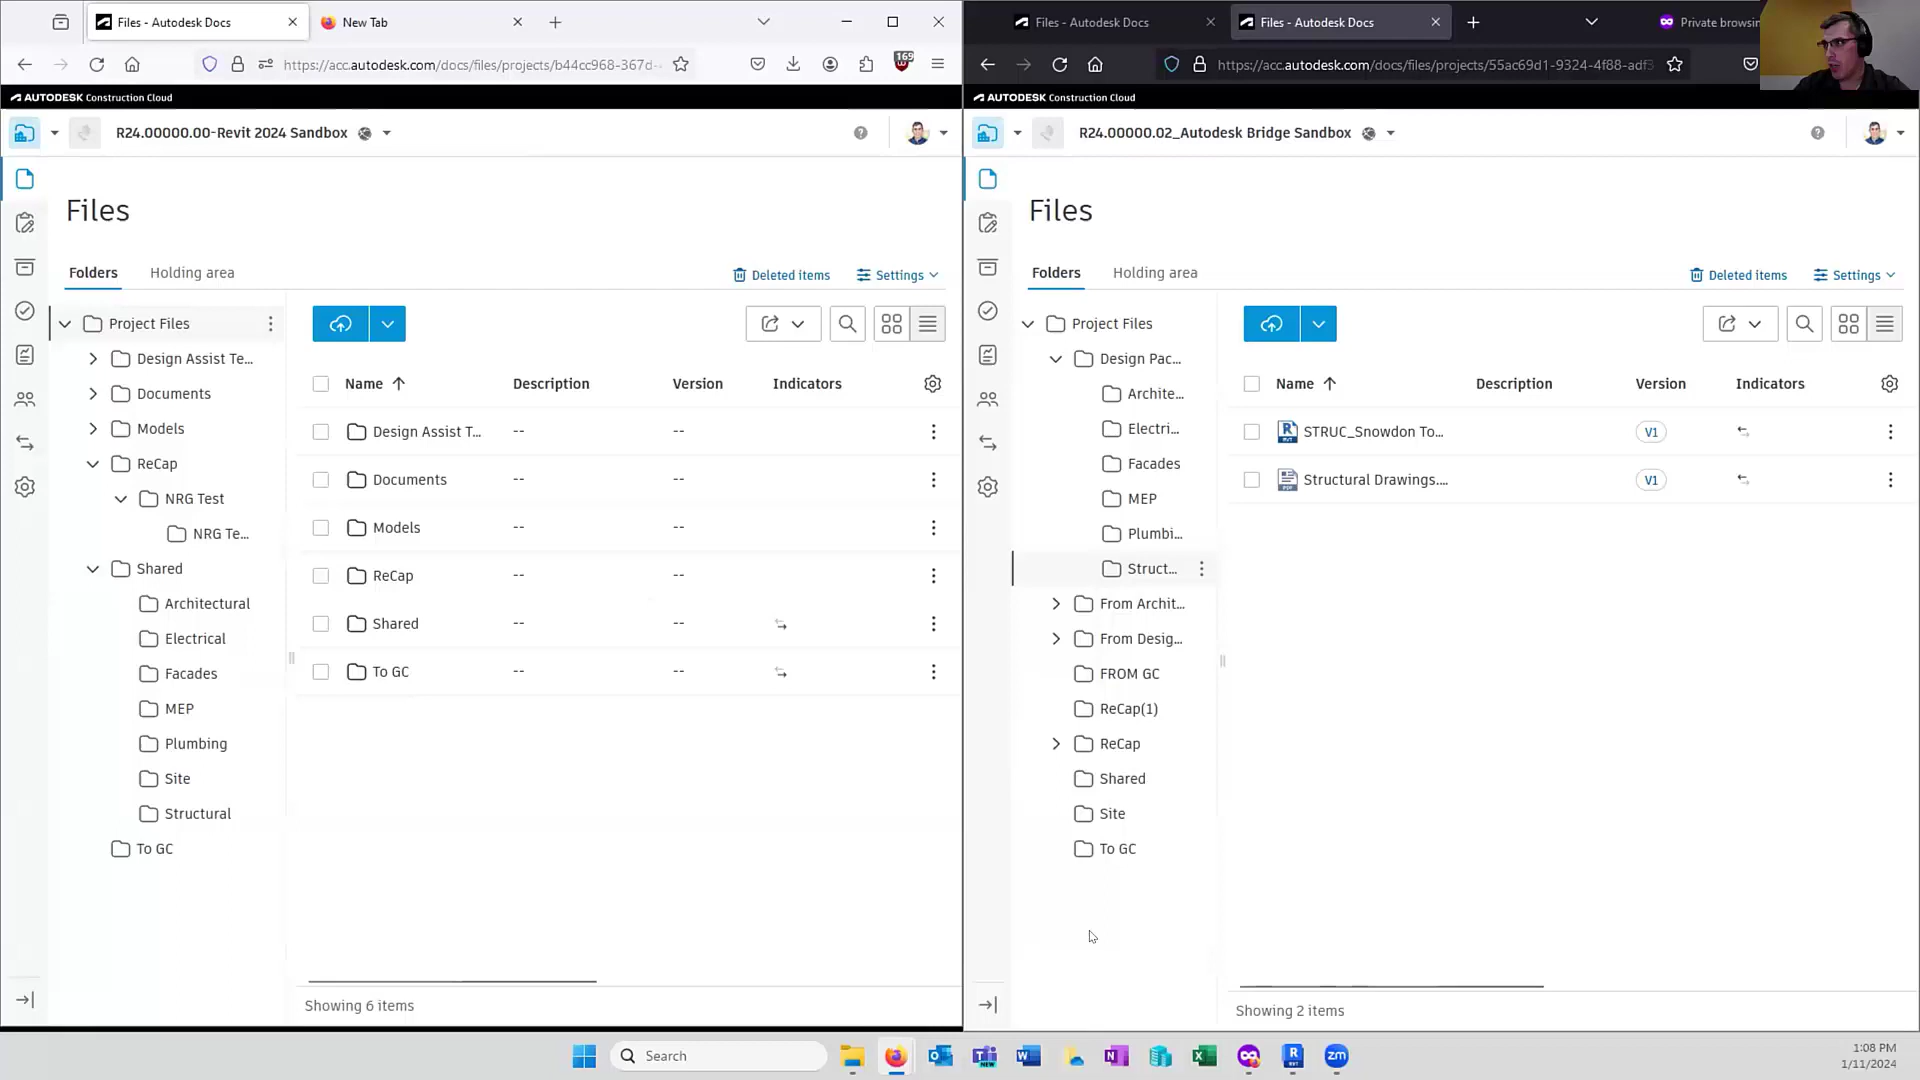 Files - Autodesk Docs
New Tab
https://acc.autodesk.com/docs/files/projects/b44cc968-367d-
169
AUTODESK Construction Cloud
R24.00000.00-Revit 2024 Sandbox
Files
Folders
Holding area
Deleted items
Settings
Project Files
Design Assist Te...
Documents
Models
ReCap
NRG Test
NRG Te...
Shared
Architectural
Electrical
Facades
MEP
Plumbing
Site
Structural
To GC
Name
Description
Version
Indicators
Design Assist T... -- --
Documents -- --
Models -- --
ReCap -- --
Shared -- --
To GC -- --
Showing 6 items
Files - Autodesk Docs
Files - Autodesk Docs
Private browsin
https://acc.autodesk.com/docs/files/projects/55ac69d1-9324-4f88-adf3
AUTODESK Construction Cloud
R24.00000.02_Autodesk Bridge Sandbox
Files
Folders
Holding area
Deleted items
Settings
Project Files
Design Pac...
Archite...
Electri...
Facades
MEP
Plumbi...
Struct...
From Archit...
From Desig...
FROM GC
ReCap(1)
ReCap
Shared
Site
To GC
Name
Description
Version
Indicators
STRUC_Snowdon To... V1
Structural Drawings.... V1
Showing 2 items
Search
1:08 PM
1/11/2024